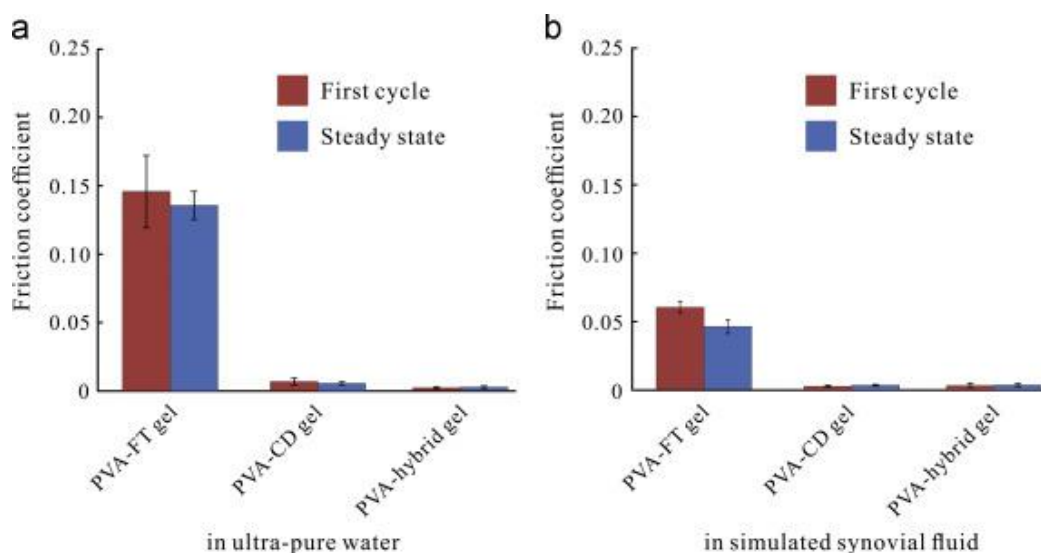 a
0.25
0.20
0.15
0.10
0.05
0
Friction coefficient
First cycle
Steady state
PVA-FT gel
PVA-CD gel
PVA-hybrid gel
in ultra-pure water
b
0.25
0.20
0.15
0.10
0.05
0
Friction coefficient
First cycle
Steady state
PVA-FT gel
PVA-CD gel
PVA-hybrid gel
in simulated synovial fluid